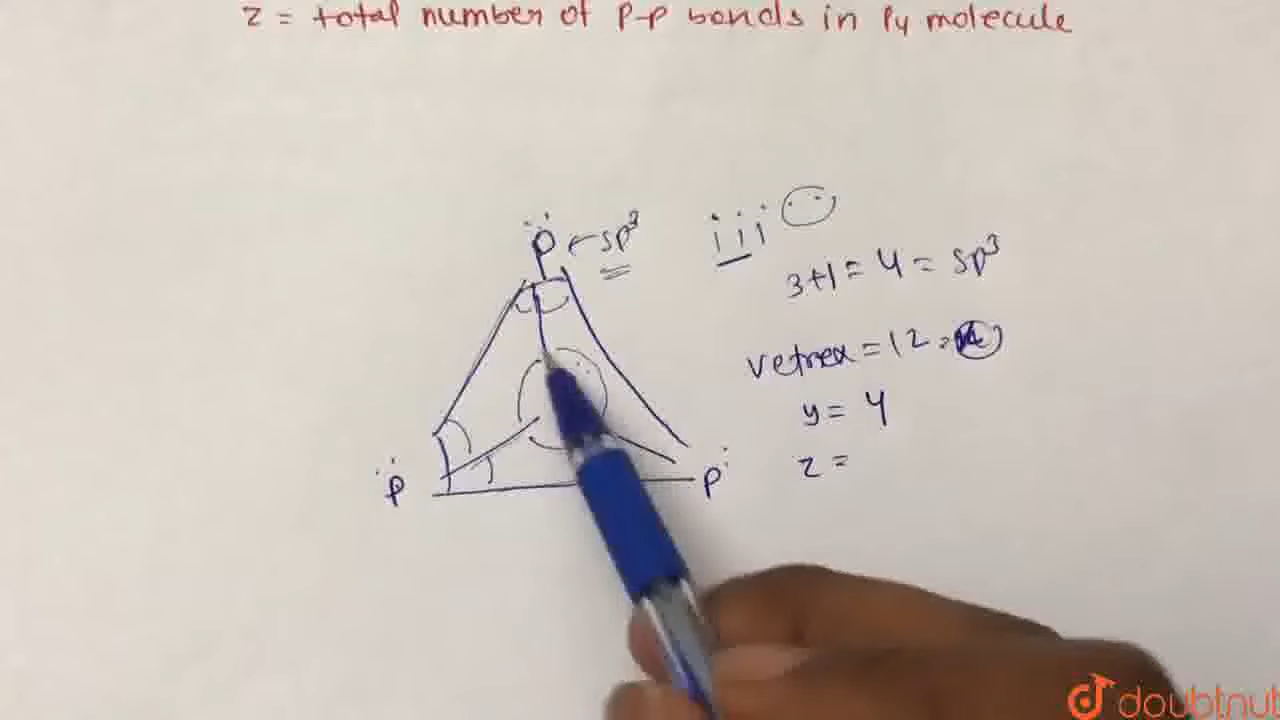 z = total number of p-p bonds in P4 molecule
P sp³
3+1 = 4 = sp³
vetrex = 12 =
y = 4
z =
P P
doubtnut